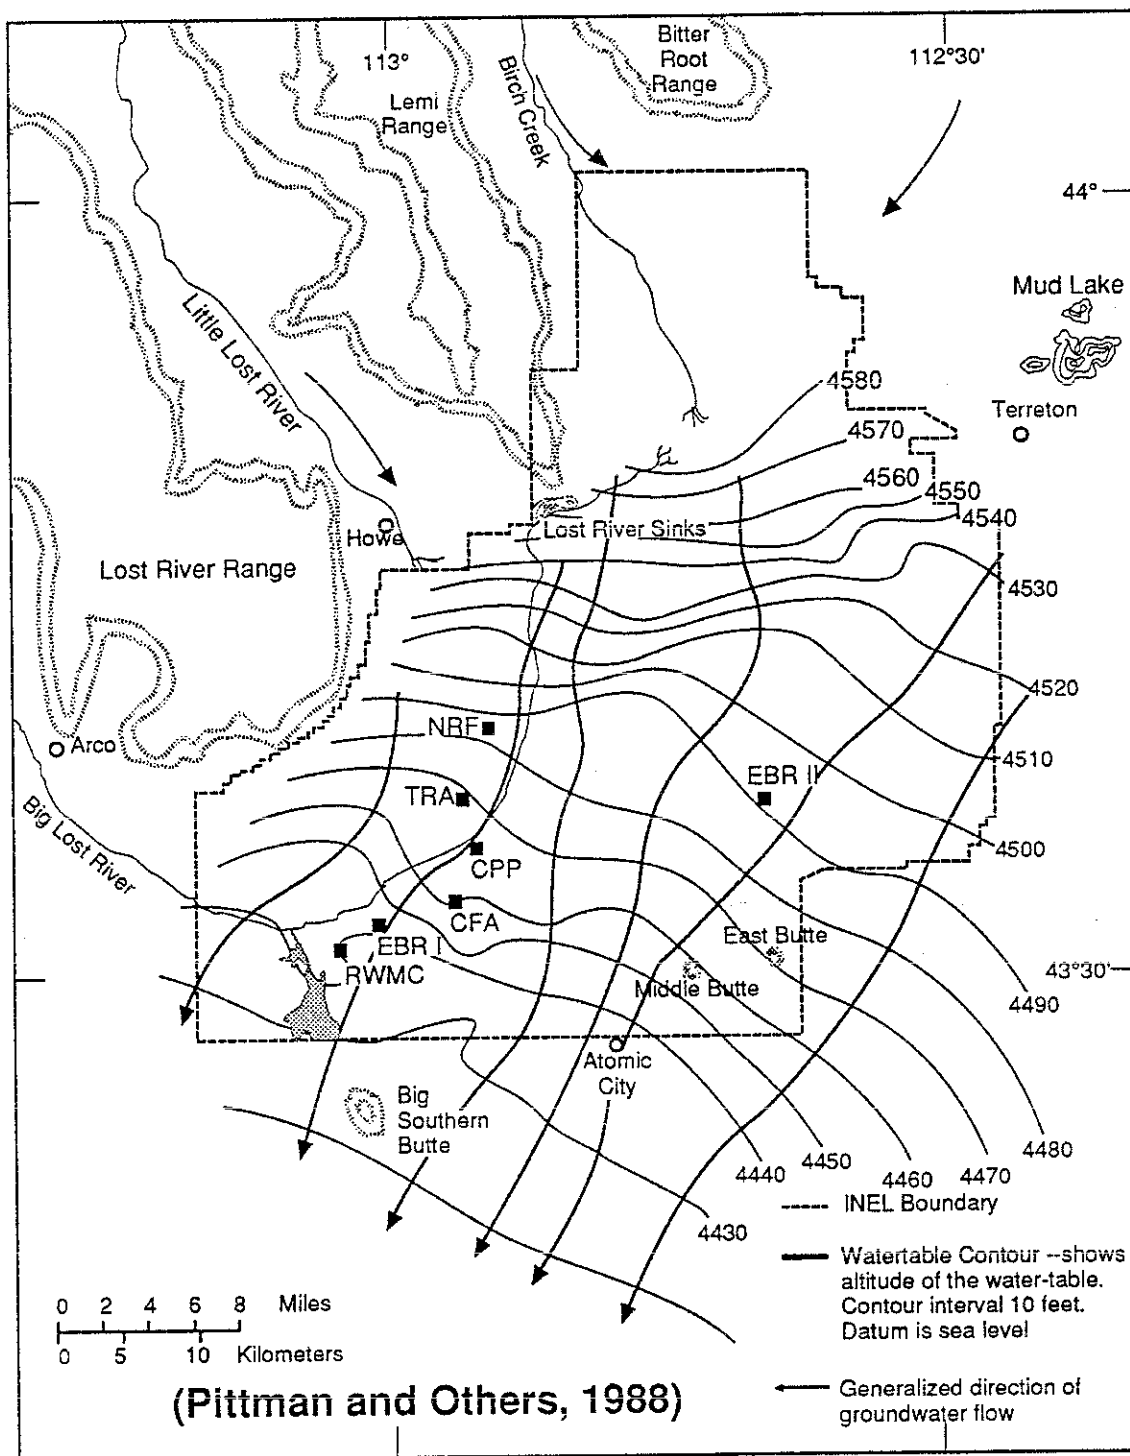 113°
Bitter
Root
Range
112°30'
Lemi
Range
Birch Creek
44°
Mud Lake
Little Lost River
4580
Terreton
4570
4560
4550
4540
Howe
Lost River Sinks
Lost River Range
4530
4520
NRF
Arco
4510
EBR II
TRA
Big Lost River
4500
CPP
CFA
EBR I
East Butte
RWMC
Middle Butte
43°30'
4490
Atomic
City
Big
Southern
Butte
4480
4450
4440
4460
4470
4430
INEL Boundary
Watertable Contour --shows
altitude of the water-table.
Contour interval 10 feet.
Datum is sea level
0 2 4 6 8 Miles
0 5 10 Kilometers
(Pittman and Others, 1988)
Generalized direction of
groundwater flow